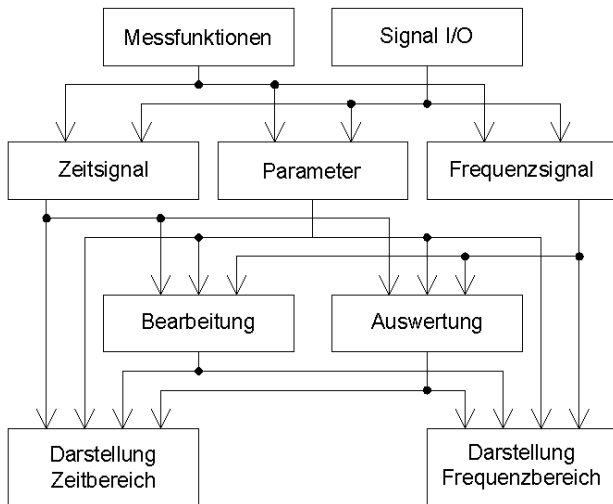 Messfunktionen
Signal I/O
Zeitsignal
Parameter
Frequenzsignal
Bearbeitung
Auswertung
Darstellung
Zeitbereich
Darstellung
Frequenzbereich